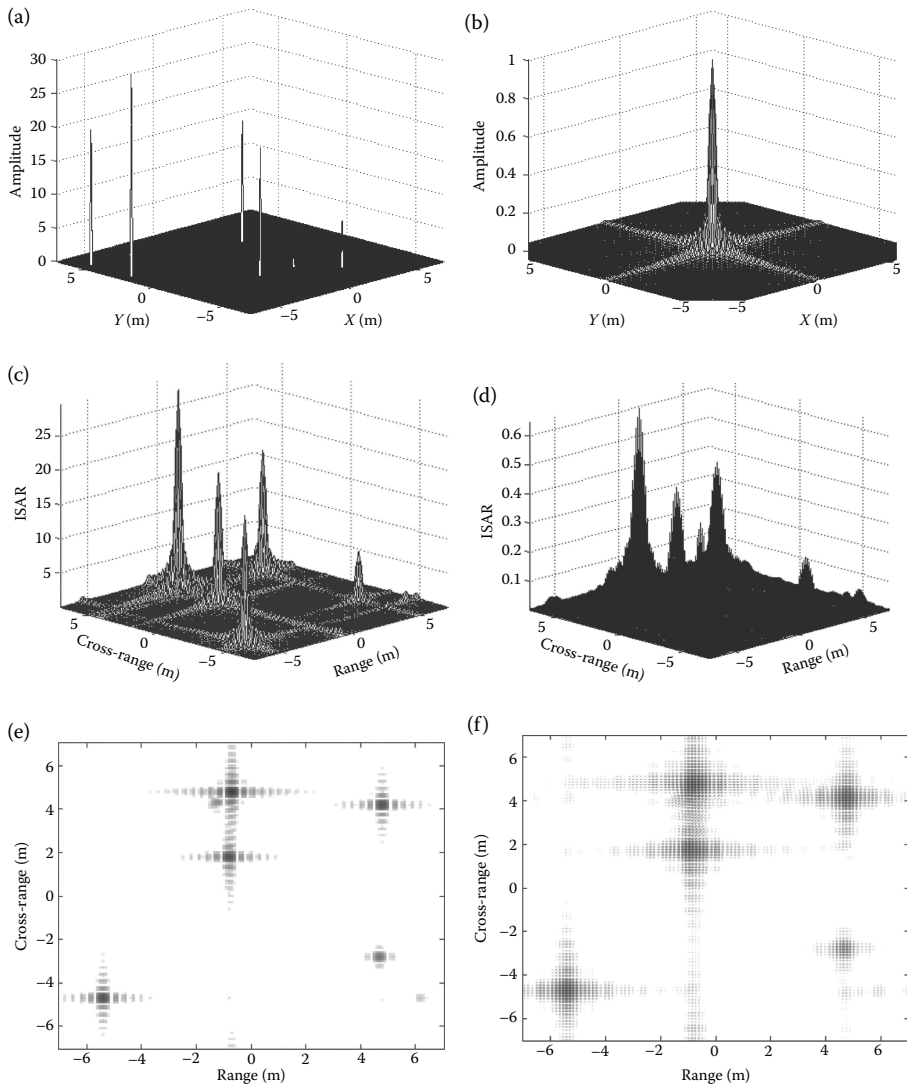 (a)
30
25
20
15
10
5
0
Amplitude
5
0
−5
−5
0
5
Y (m)
X (m)
(b)
1
0.8
0.6
0.4
0.2
0
Amplitude
5
0
−5
−5
0
5
Y (m)
X (m)
(c)
25
20
15
10
5
ISAR
5
0
−5
−5
0
5
Cross-range (m)
Range (m)
(d)
0.6
0.5
0.4
0.3
0.2
0.1
ISAR
5
0
−5
−5
0
5
Cross-range (m)
Range (m)
(e)
6
4
2
0
−2
−4
−6
Cross-range (m)
−6 −4 −2 0 2 4 6
Range (m)
(f)
6
4
2
0
−2
−4
−6
Cross-range (m)
−6 −4 −2 0 2 4 6
Range (m)